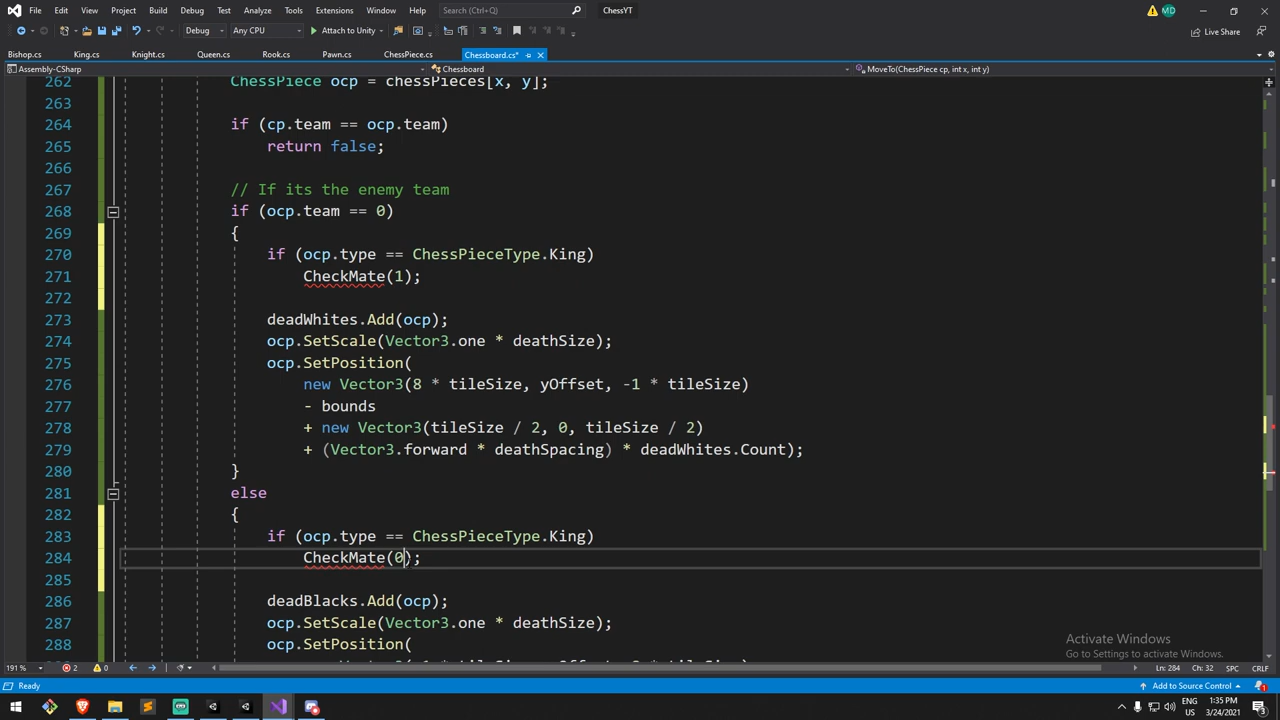 File Edit View Git Project Build Debug Test Analyze Tools Extensions Window Help Search (Ctrl+Q) ChessYT MD
Debug Any CPU Attach to Unity Live Share
Bishop.cs King.cs Knight.cs Queen.cs Rook.cs Pawn.cs ChessPiece.cs Chessboard.cs*
Assembly-CSharp Chessboard MoveTo(ChessPiece cp, int x, int y)
262 ChessPiece ocp = chessPieces[x, y];
263
264 if (cp.team == ocp.team)
265 return false;
266
267 // If its the enemy team
268 if (ocp.team == 0)
269 {
270 if (ocp.type == ChessPieceType.King)
271 CheckMate(1);
272
273 deadWhites.Add(ocp);
274 ocp.SetScale(Vector3.one * deathSize);
275 ocp.SetPosition(
276 new Vector3(8 * tileSize, yOffset, -1 * tileSize)
277 - bounds
278 + new Vector3(tileSize / 2, 0, tileSize / 2)
279 + (Vector3.forward * deathSpacing) * deadWhites.Count);
280 }
281 else
282 {
283 if (ocp.type == ChessPieceType.King)
284 CheckMate(0);
285
286 deadBlacks.Add(ocp);
287 ocp.SetScale(Vector3.one * deathSize);
288 ocp.SetPosition(
Activate Windows
Go to Settings to activate Windows.
191 % 2 0 Ln: 284 Ch: 32 SPC CRLF
Ready Add to Source Control 1
ENG 1:35 PM
US 3/24/2021 3